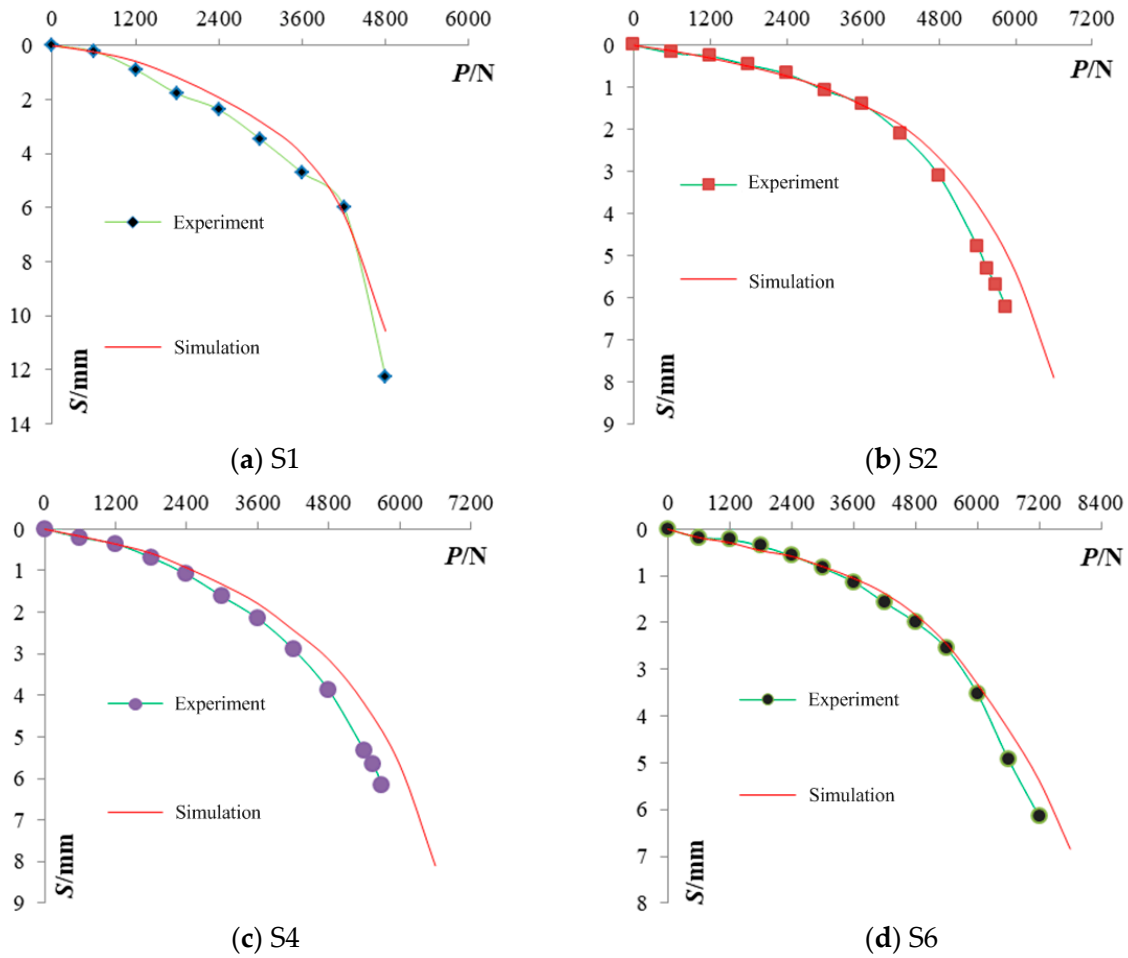 0 1200 2400 3600 4800 6000
0
2
4
6
8
10
12
14
P/N
S/mm
Experiment
Simulation
(a) S1
0 1200 2400 3600 4800 6000 7200
0
1
2
3
4
5
6
7
8
9
P/N
S/mm
Experiment
Simulation
(b) S2
0 1200 2400 3600 4800 6000 7200
0
1
2
3
4
5
6
7
8
9
P/N
S/mm
Experiment
Simulation
(c) S4
0 1200 2400 3600 4800 6000 7200 8400
0
1
2
3
4
5
6
7
8
P/N
S/mm
Experiment
Simulation
(d) S6